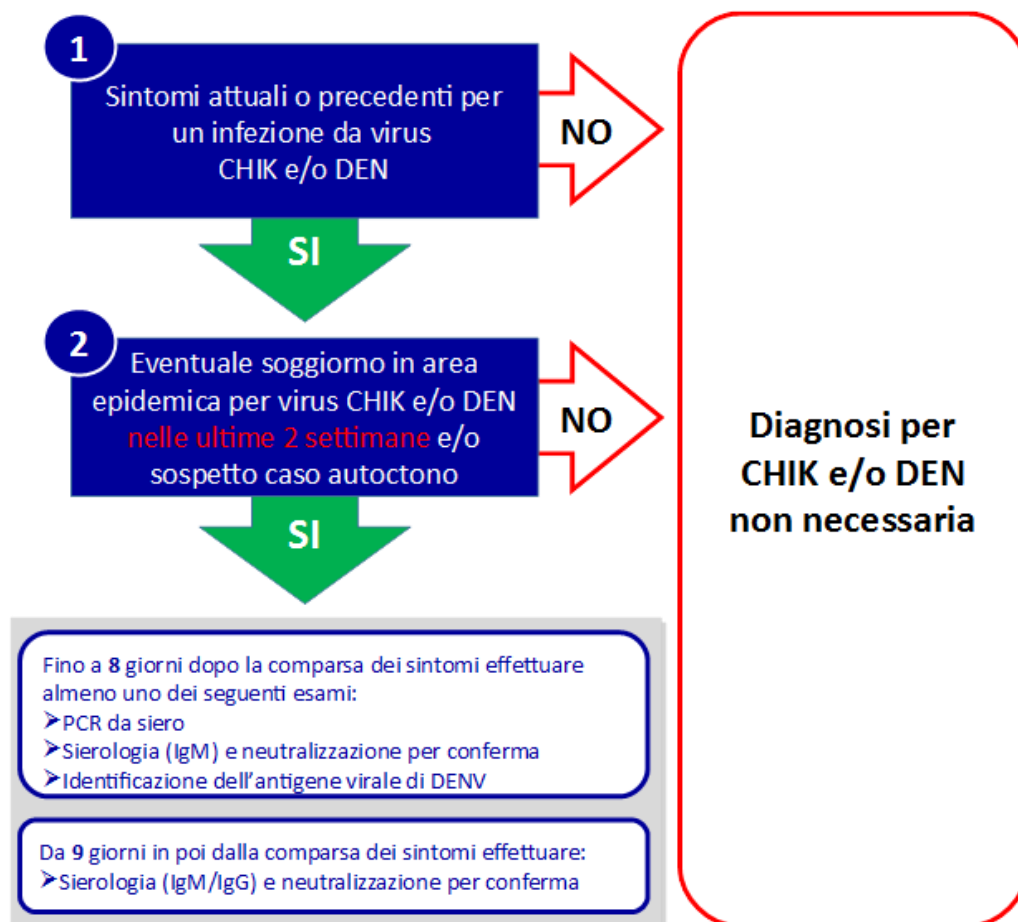 1
Sintomi attuali o precedenti per
un infezione da virus
CHIK e/o DEN
NO
SI
2
Eventuale soggiorno in area
epidemica per virus CHIK e/o DEN
nelle ultime 2 settimane e/o
sospetto caso autoctono
NO
SI
Diagnosi per
CHIK e/o DEN
non necessaria
Fino a 8 giorni dopo la comparsa dei sintomi effettuare
almeno uno dei seguenti esami:
➢PCR da siero
➢Sierologia (IgM) e neutralizzazione per conferma
➢Identificazione dell'antigene virale di DENV
Da 9 giorni in poi dalla comparsa dei sintomi effettuare:
➢Sierologia (IgM/IgG) e neutralizzazione per conferma